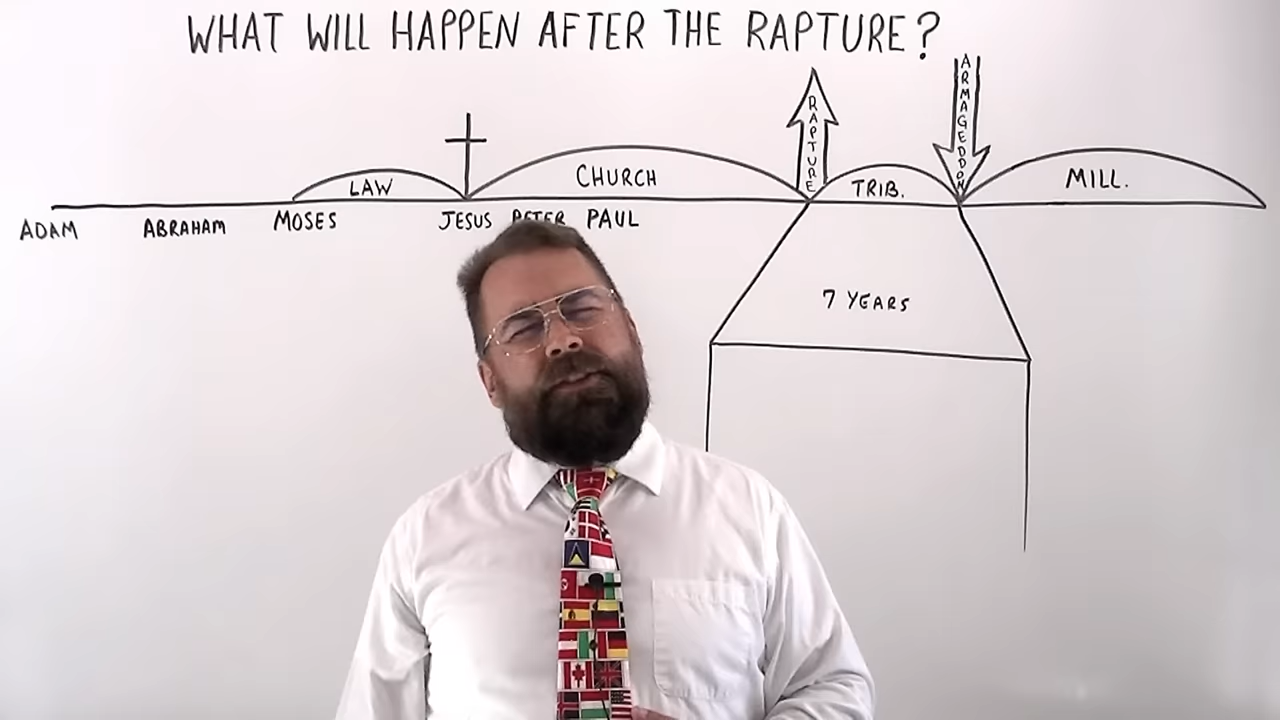 WHAT WILL HAPPEN AFTER THE RAPTURE?
RAPTURE
ARMAGEDDON
LAW
CHURCH
TRIB.
MILL.
ADAM
ABRAHAM
MOSES
JESUS
PETER
PAUL
7 YEARS